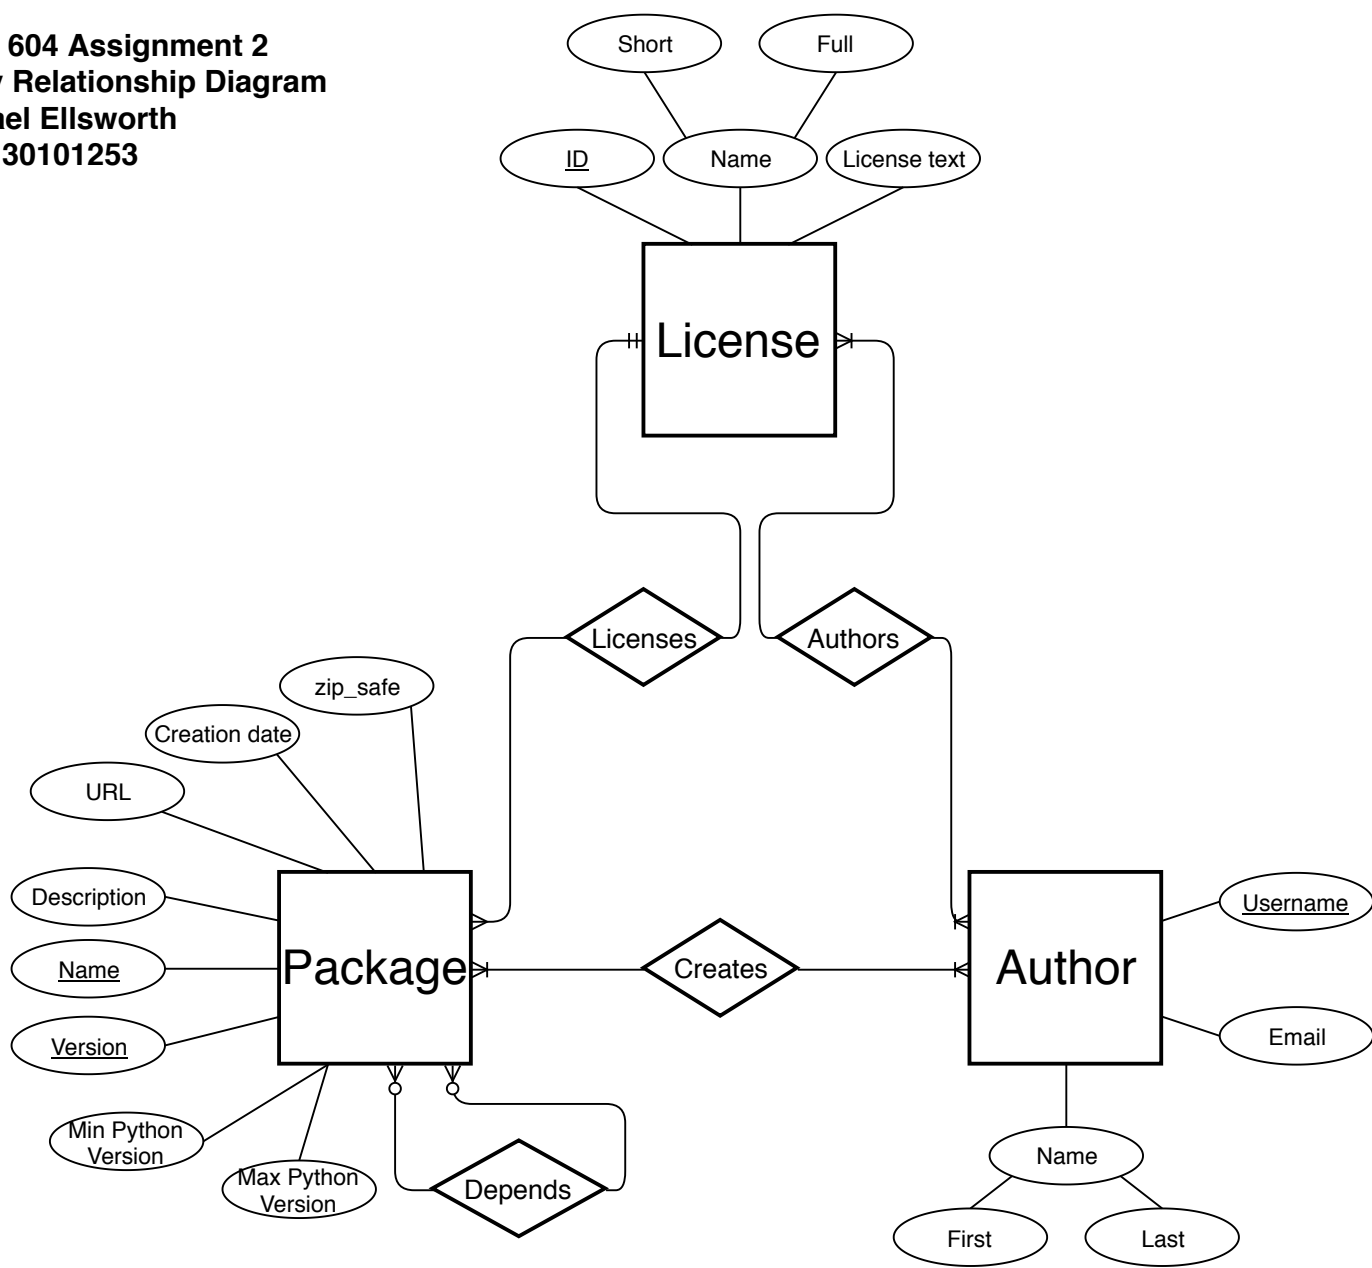 604 Assignment 2
Relationship Diagram
Ellsworth
30101253
Short
Full
ID
Name
License text
License
Licenses
Authors
zip_safe
Creation date
URL
Description
Name
Version
Package
Creates
Author
Username
Email
Min Python
Version
Max Python
Version
Depends
Name
First
Last